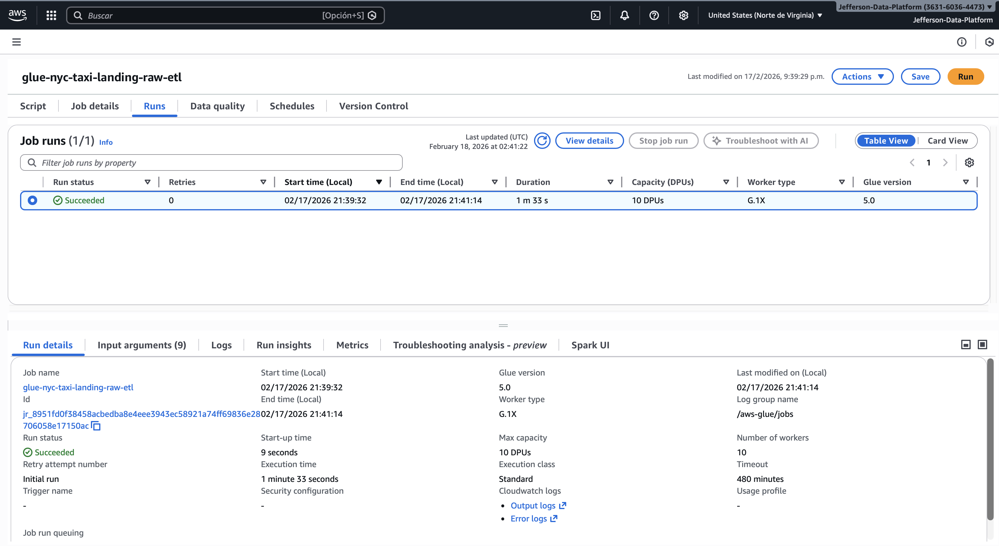 aws
Buscar
[Opción+S]
United States (Norte de Virginia)
Jefferson-Data-Platform (3631-6036-4473)
Jefferson-Data-Platform
glue-nyc-taxi-landing-raw-etl
Last modified on 17/2/2026, 9:39:29 p.m.
Actions
Save
Run
Script
Job details
Runs
Data quality
Schedules
Version Control
Job runs (1/1) Info
Last updated (UTC)
February 18, 2026 at 02:41:22
View details
Stop job run
Troubleshoot with AI
Table View
Card View
Filter job runs by property
1
Run status
Retries
Start time (Local)
End time (Local)
Duration
Capacity (DPUs)
Worker type
Glue version
Succeeded
0
02/17/2026 21:39:32
02/17/2026 21:41:14
1 m 33 s
10 DPUs
G.1X
5.0
Run details
Input arguments (9)
Logs
Run insights
Metrics
Troubleshooting analysis - preview
Spark UI
Job name
glue-nyc-taxi-landing-raw-etl
Start time (Local)
02/17/2026 21:39:32
Glue version
5.0
Last modified on (Local)
02/17/2026 21:41:14
Id
jr_8951fd0f38458acbedba8e4eee3943ec58921a74ff69836e28
706058e17150ac
End time (Local)
02/17/2026 21:41:14
Worker type
G.1X
Log group name
/aws-glue/jobs
Run status
Succeeded
Start-up time
9 seconds
Max capacity
10 DPUs
Number of workers
10
Retry attempt number
Initial run
Execution time
1 minute 33 seconds
Execution class
Standard
Timeout
480 minutes
Trigger name
-
Security configuration
-
Cloudwatch logs
• Output logs
• Error logs
Usage profile
-
Job run queuing